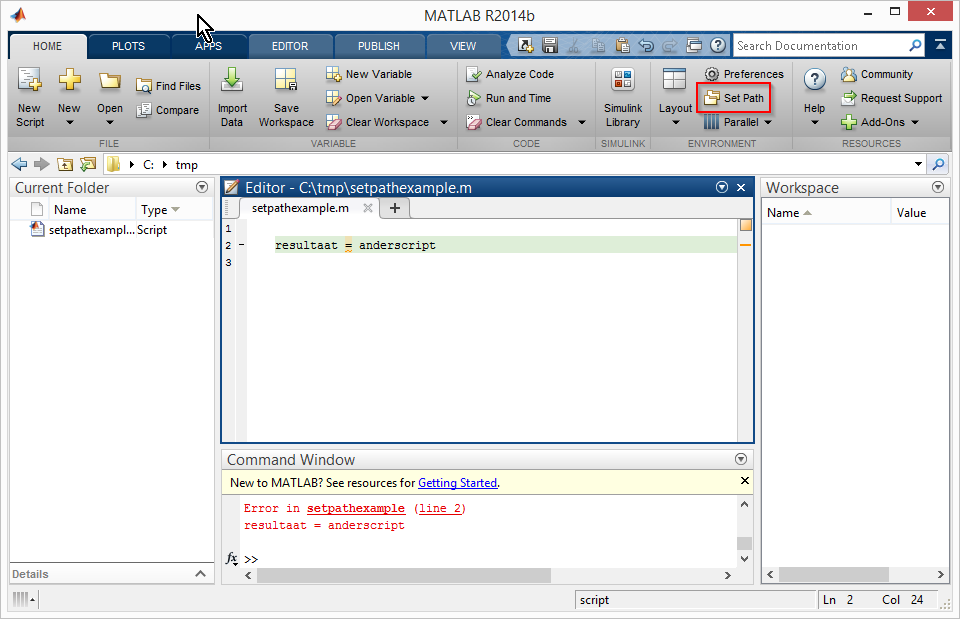 MATLAB R2014b
HOME PLOTS APPS EDITOR PUBLISH VIEW Search Documentation
New Script
New
Open
Find Files
Compare
FILE
Import Data
Save Workspace
New Variable
Open Variable
Clear Workspace
VARIABLE
Analyze Code
Run and Time
Clear Commands
CODE
Simulink Library
SIMULINK
Layout
Preferences
Set Path
Parallel
ENVIRONMENT
Help
Community
Request Support
Add-Ons
RESOURCES
C: tmp
Current Folder
Name Type
setpathexampl... Script
Details
Editor - C:\tmp\setpathexample.m
setpathexample.m
1
2 - resultaat = anderscript
3
Command Window
New to MATLAB? See resources for Getting Started.
Error in setpathexample (line 2)
resultaat = anderscript
fx >>
Workspace
Name Value
script Ln 2 Col 24